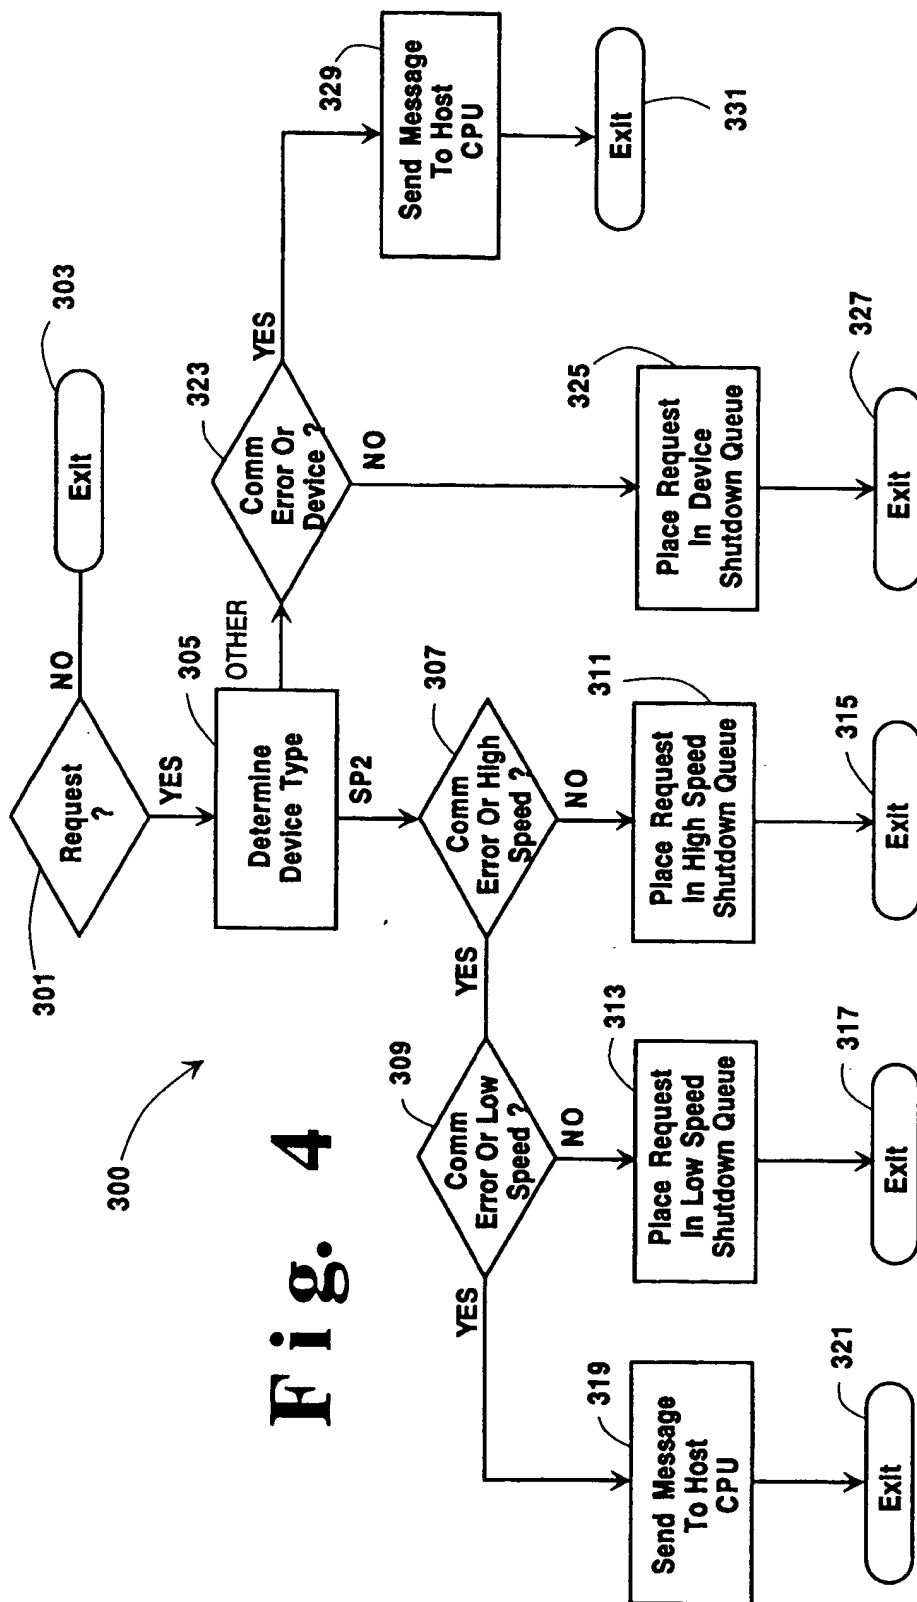 301
Request
?
NO
Exit
303
YES
305
Determine
Device Type
OTHER
323
Comm
Error Or
Device ?
YES
329
Send Message
To Host
CPU
Exit
331
NO
325
Place Request
In Device
Shutdown Queue
Exit
327
SP2
307
Comm
Error Or High
Speed ?
NO
311
Place Request
In High Speed
Shutdown Queue
Exit
315
YES
309
Comm
Error Or Low
Speed ?
NO
313
Place Request
In Low Speed
Shutdown Queue
Exit
317
YES
319
Send Message
To Host
CPU
Exit
321
300
Fig. 4